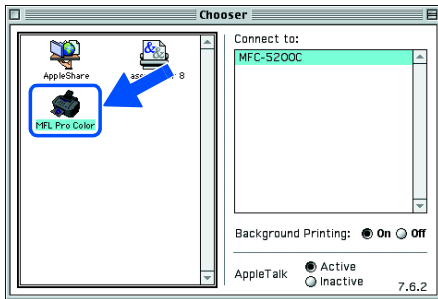 Chooser
Connect to:
MFC-5200C
AppleShare
8
MFL Pro Color
Background Printing: On Off
AppleTalk
Active
Inactive
7.6.2